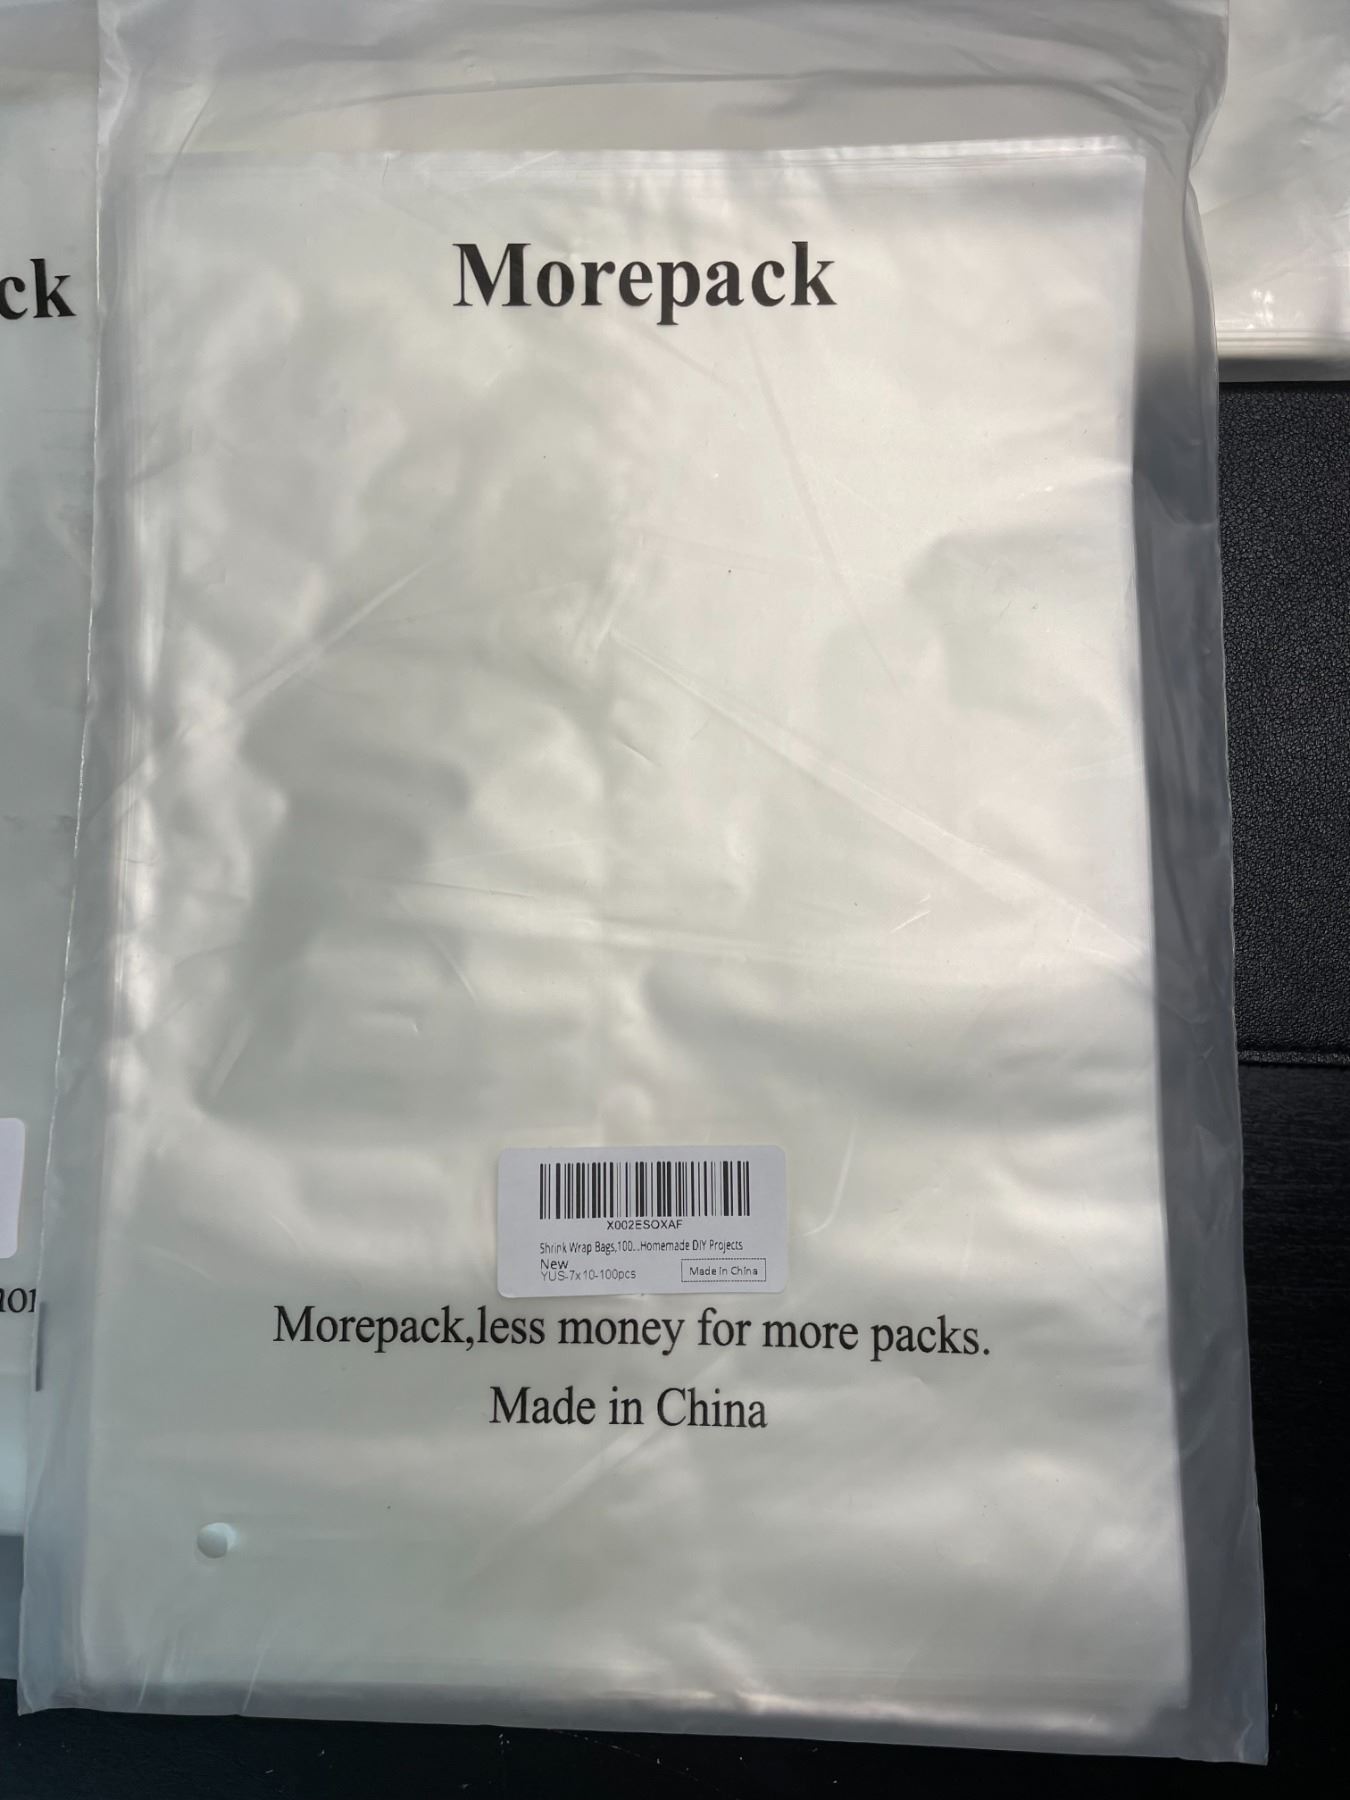 ck
Morepack
X002ESOXAF
Shrink Wrap Bags,100...Homemade DIY Projects
New
YUS-7x10-100pcs
Made in China
Morepack,less money for more packs.
Made in China